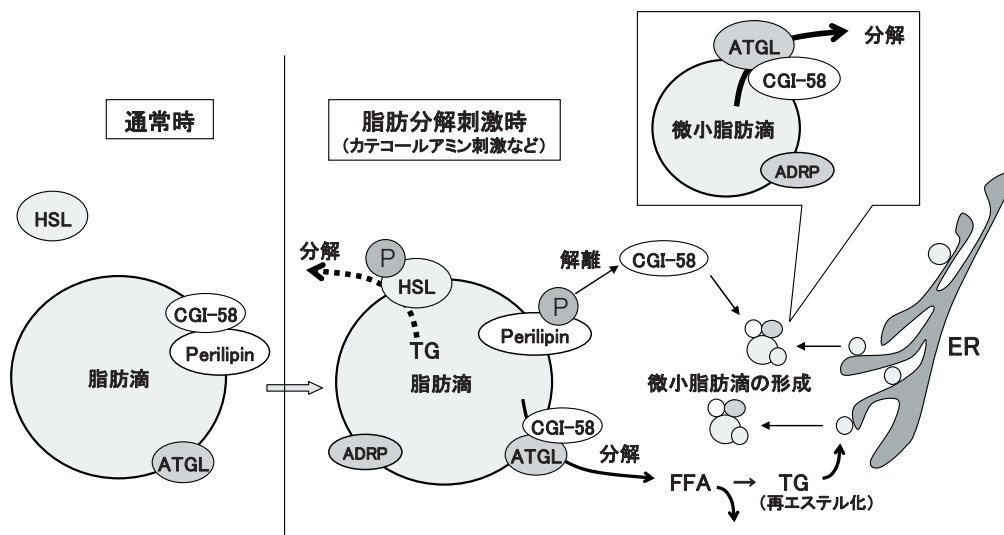 通常時
HSL
CGI-58
Perilipin
脂肪滴
ATGL
脂肪分解刺激時
(カテコールアミン刺激など)
分解
P
HSL
TG
脂肪滴
P
Perilipin
解離
CGI-58
ADRP
CGI-58
ATGL
分解
FFA → TG
(再エステル化)
微小脂肪滴の形成
ER
ATGL
分解
CGI-58
微小脂肪滴
ADRP